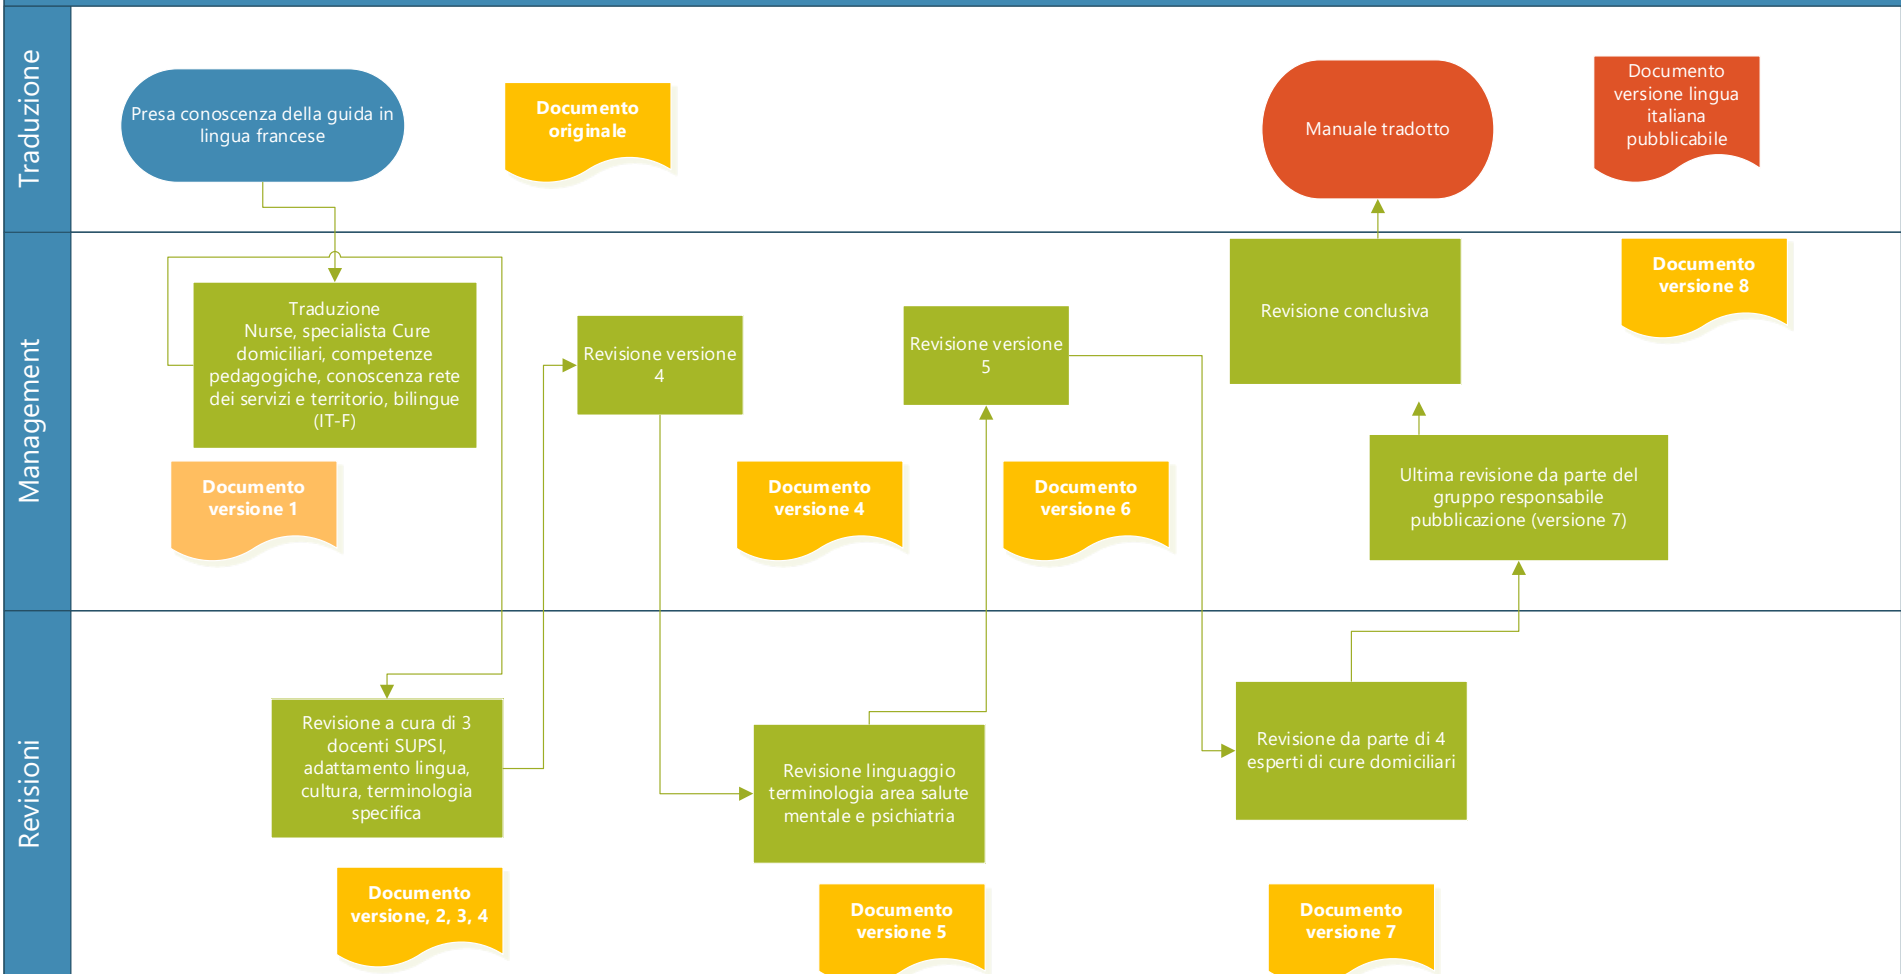 Traduzione
Presa conoscenza della guida in
lingua francese
Documento
originale
Manuale tradotto
Documento
versione lingua
italiana
pubblicabile
Management
Traduzione
Nurse, specialista Cure
domiciliari, competenze
pedagogiche, conoscenza rete
dei servizi e territorio, bilingue
(IT-F)
Documento
versione 1
Revisione versione
4
Documento
versione 4
Revisione versione
5
Documento
versione 6
Revisione conclusiva
Documento
versione 8
Ultima revisione da parte del
gruppo responsabile
pubblicazione (versione 7)
Revisioni
Revisione a cura di 3
docenti SUPSI,
adattamento lingua,
cultura, terminologia
specifica
Documento
versione, 2, 3, 4
Revisione linguaggio
terminologia area salute
mentale e psichiatria
Documento
versione 5
Revisione da parte di 4
esperti di cure domiciliari
Documento
versione 7